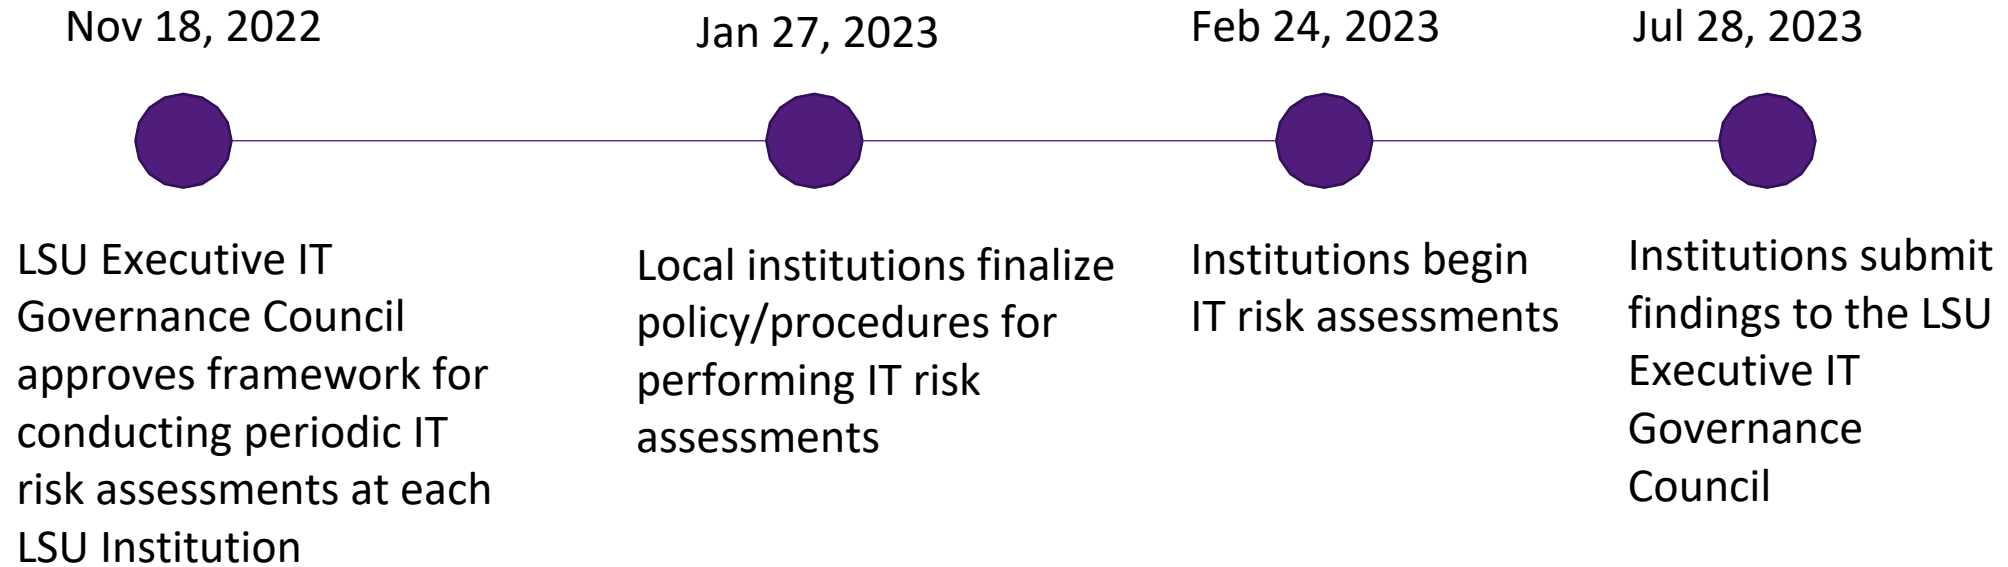 Nov 18, 2022
Jan 27, 2023
Feb 24, 2023
Jul 28, 2023
LSU Executive IT
Governance Council
approves framework for
conducting periodic IT
risk assessments at each
LSU Institution
Local institutions finalize
policy/procedures for
performing IT risk
assessments
Institutions begin
IT risk assessments
Institutions submit
findings to the LSU
Executive IT
Governance
Council